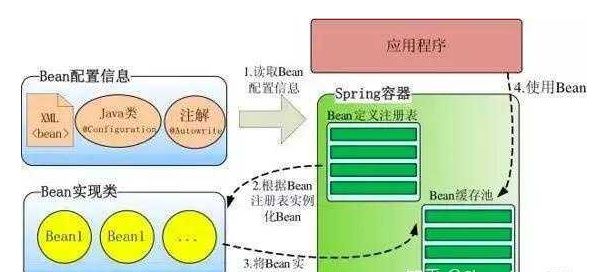 应用程序
Bean配置信息
XML
<bean>
Java类
@Configuration
注解
@Autowrite
1.读取Bean
配置信息
Spring容器
Bean定义注册表
4.使用Bean
2.根据Bean
注册表实例
化Bean
Bean实现类
Bean1
Bean1
...
Bean缓存池
3.将Bean实